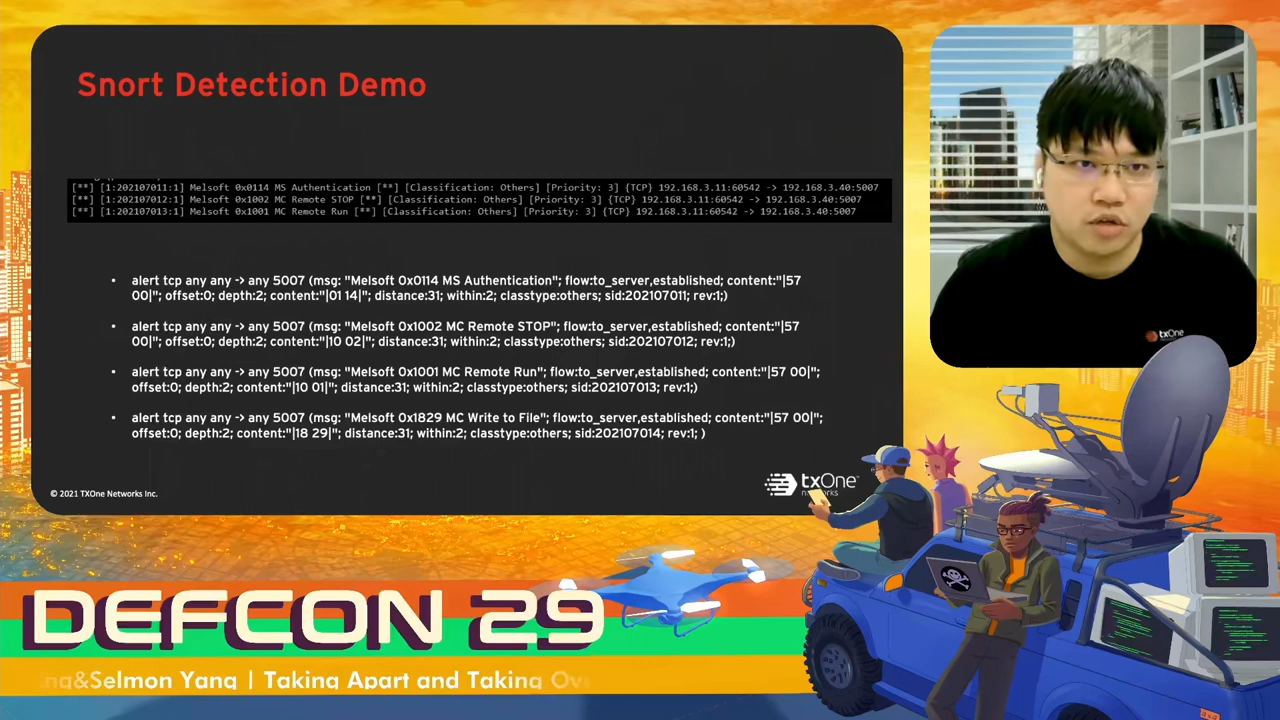 Snort Detection Demo
[**] [1:202107011:1] Melsoft 0x0114 MS Authentication [**] [Classification: Others] [Priority: 3] {TCP} 192.168.3.11:60542 -> 192.168.3.40:5007
[**] [1:202107012:1] Melsoft 0x1002 MC Remote STOP [**] [Classification: Others] [Priority: 3] {TCP} 192.168.3.11:60542 -> 192.168.3.40:5007
[**] [1:202107013:1] Melsoft 0x1001 MC Remote Run [**] [Classification: Others] [Priority: 3] {TCP} 192.168.3.11:60542 -> 192.168.3.40:5007
• alert tcp any any -> any 5007 (msg: "Melsoft 0x0114 MS Authentication"; flow:to_server,established; content:"|57
00|"; offset:0; depth:2; content:"|01 14|"; distance:31; within:2; classtype:others; sid:202107011; rev:1;)
• alert tcp any any -> any 5007 (msg: "Melsoft 0x1002 MC Remote STOP"; flow:to_server,established; content:"|57
00|"; offset:0; depth:2; content:"|10 02|"; distance:31; within:2; classtype:others; sid:202107012; rev:1;)
• alert tcp any any -> any 5007 (msg: "Melsoft 0x1001 MC Remote Run"; flow:to_server,established; content:"|57 00|";
offset:0; depth:2; content:"|10 01|"; distance:31; within:2; classtype:others; sid:202107013; rev:1;)
• alert tcp any any -> any 5007 (msg: "Melsoft 0x1829 MC Write to File"; flow:to_server,established; content:"|57 00|";
offset:0; depth:2; content:"|18 29|"; distance:31; within:2; classtype:others; sid:202107014; rev:1; )
© 2021 TXOne Networks Inc.
txOne
txOne
DEFCON 29
&Selmon Yang | Taking Apart and Taking